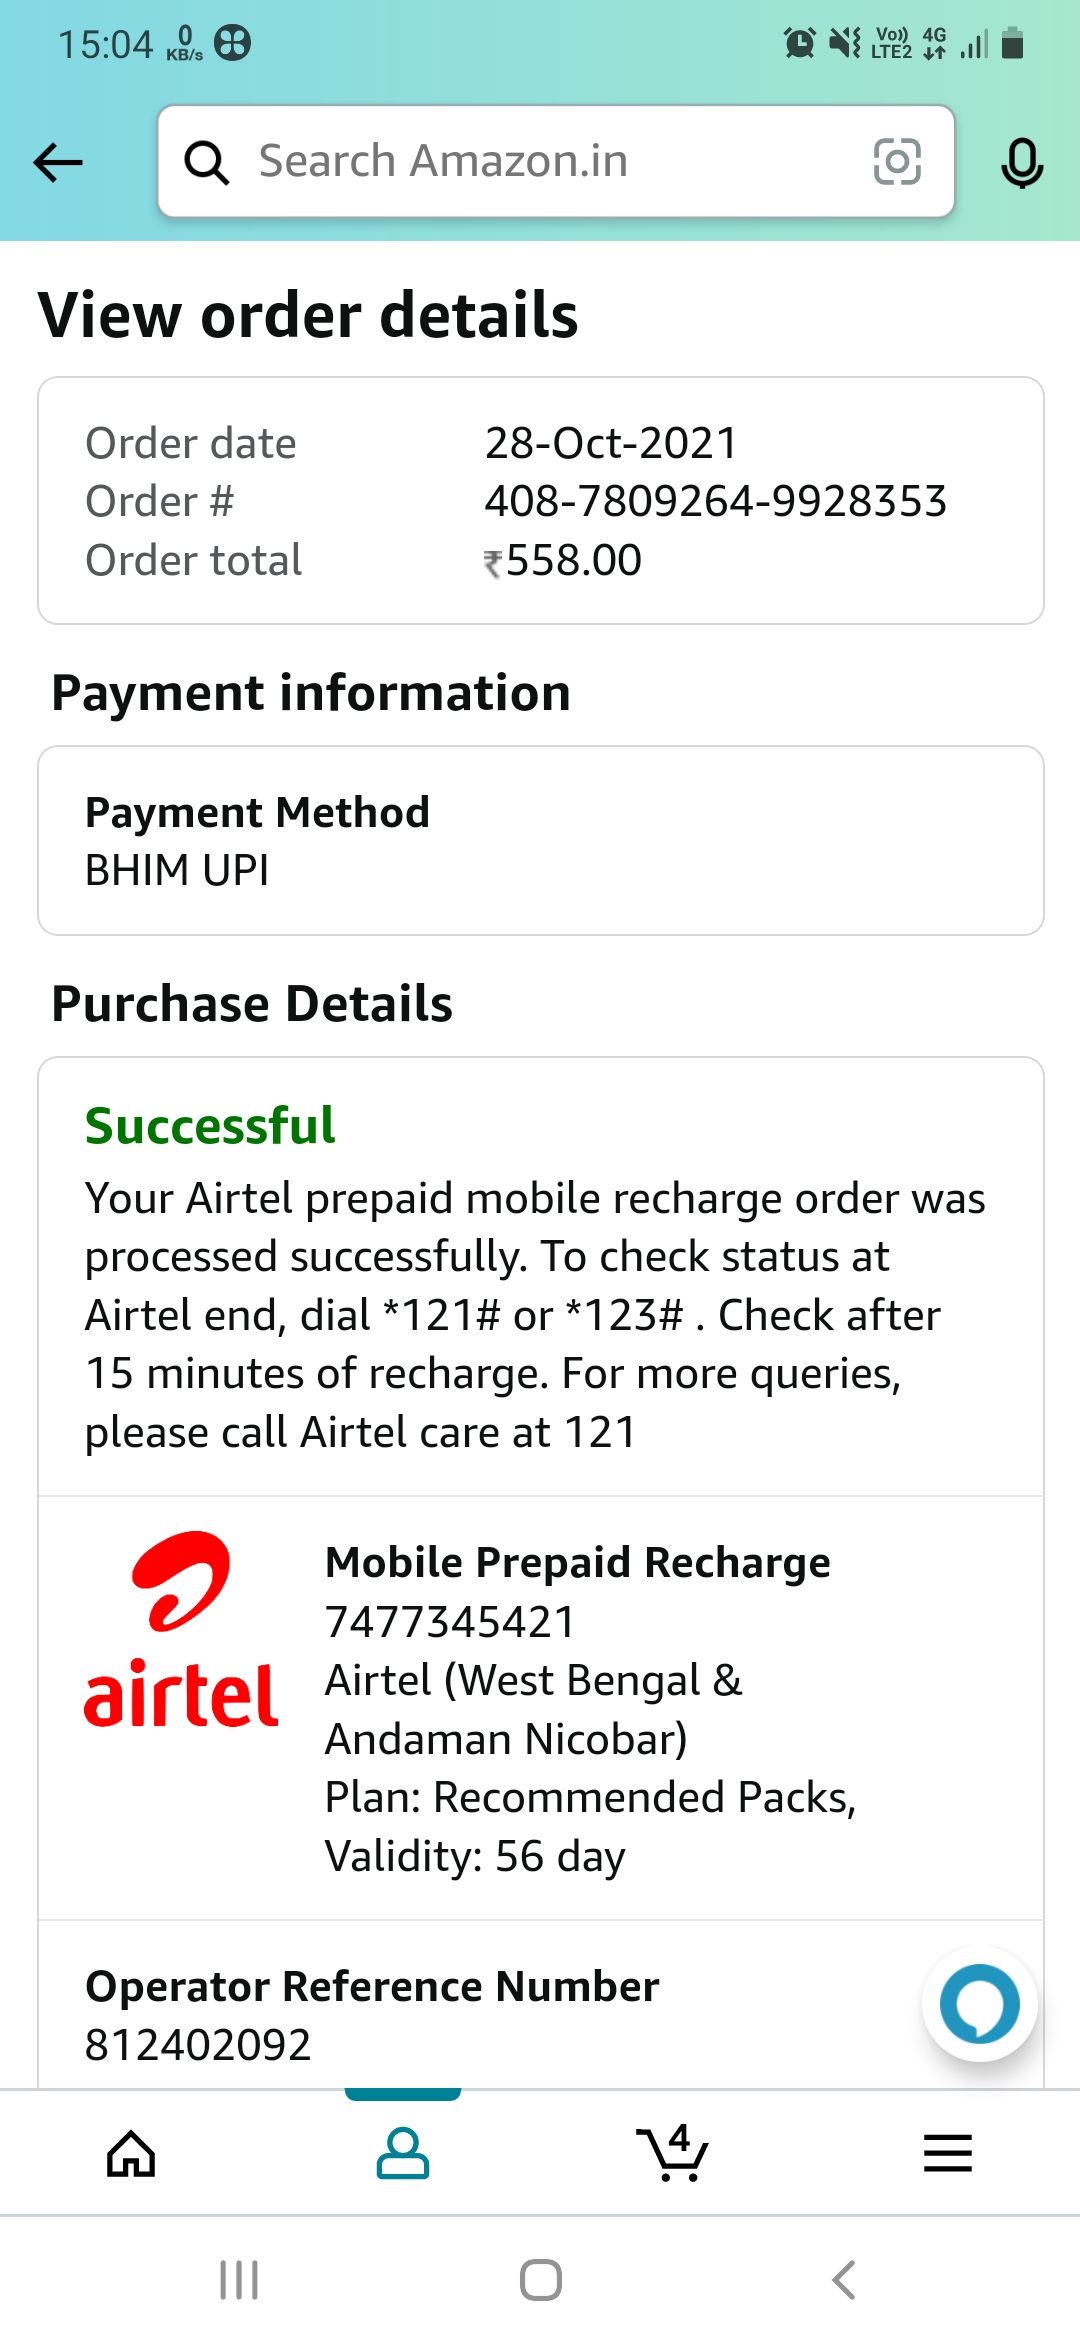 15:04 0 KB/s Vo)) LTE2 4G
Search Amazon.in
View order details
Order date 28-Oct-2021
Order # 408-7809264-9928353
Order total ₹558.00
Payment information
Payment Method
BHIM UPI
Purchase Details
Successful
Your Airtel prepaid mobile recharge order was
processed successfully. To check status at
Airtel end, dial *121# or *123# . Check after
15 minutes of recharge. For more queries,
please call Airtel care at 121
airtel
Mobile Prepaid Recharge
7477345421
Airtel (West Bengal &
Andaman Nicobar)
Plan: Recommended Packs,
Validity: 56 day
Operator Reference Number
812402092
4